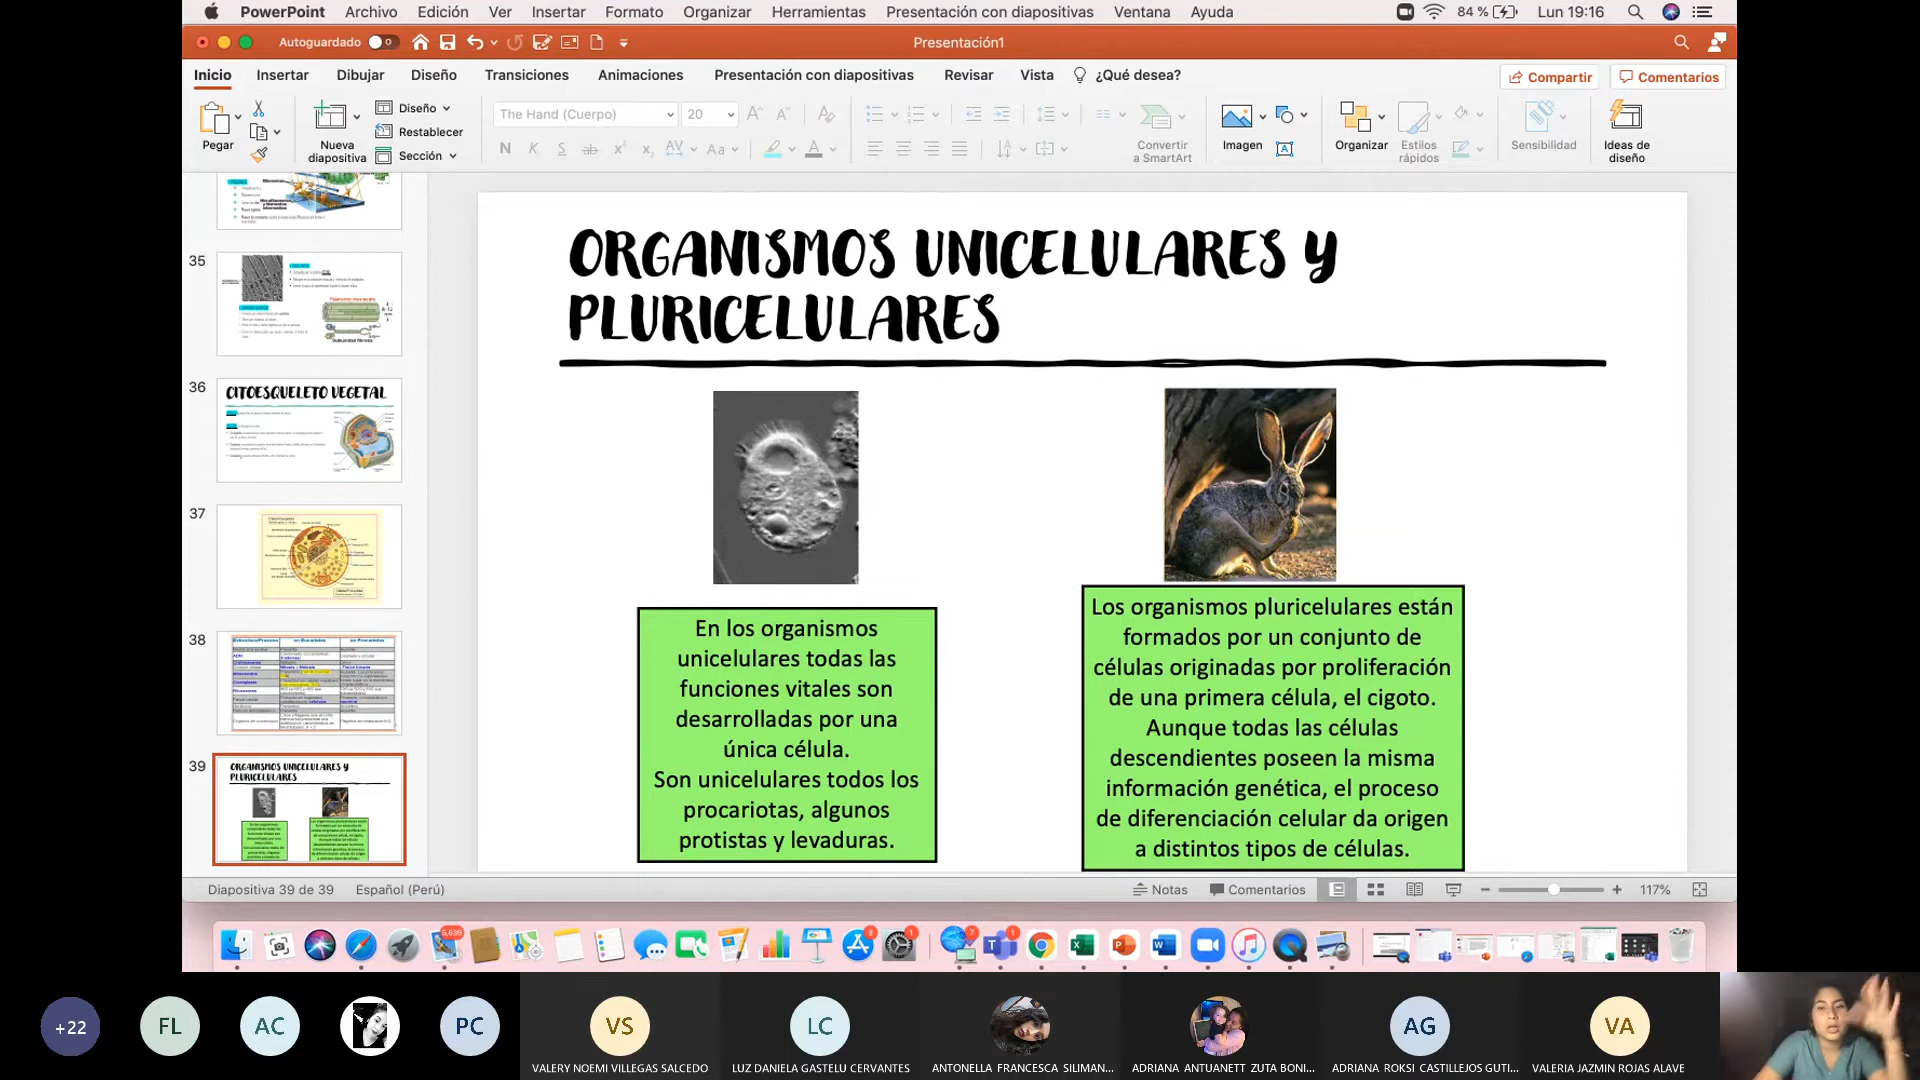 PowerPoint Archivo Edición Ver Insertar Formato Organizar Herramientas Presentación con diapositivas Ventana Ayuda 84 % Lun 19:16
Autoguardado Presentación1
Inicio Insertar Dibujar Diseño Transiciones Animaciones Presentación con diapositivas Revisar Vista ¿Qué desea? Compartir Comentarios
Pegar
Nueva diapositiva
Diseño
Restablecer
Sección
The Hand (Cuerpo) 20
Convertir a SmartArt
Imagen
Organizar
Estilos rápidos
Sensibilidad
Ideas de diseño
35
36
CITOESQUELETO VEGETAL
37
38
39
ORGANISMOS UNICELULARES Y
PLURICELULARES
ORGANISMOS UNICELULARES Y
PLURICELULARES
En los organismos
unicelulares todas las
funciones vitales son
desarrolladas por una
única célula.
Son unicelulares todos los
procariotas, algunos
protistas y levaduras.
Los organismos pluricelulares están
formados por un conjunto de
células originadas por proliferación
de una primera célula, el cigoto.
Aunque todas las células
descendientes poseen la misma
información genética, el proceso
de diferenciación celular da origen
a distintos tipos de células.
Diapositiva 39 de 39 Español (Perú) Notas Comentarios 117%
+22 FL AC PC VS LC AG VA
VALERY NOEMI VILLEGAS SALCEDO
LUZ DANIELA GASTELU CERVANTES
ANTONELLA FRANCESCA SILIMAN...
ADRIANA ANTUANETT ZUTA BONI...
ADRIANA ROKSI CASTILLEJOS GUTI...
VALERIA JAZMIN ROJAS ALAVE